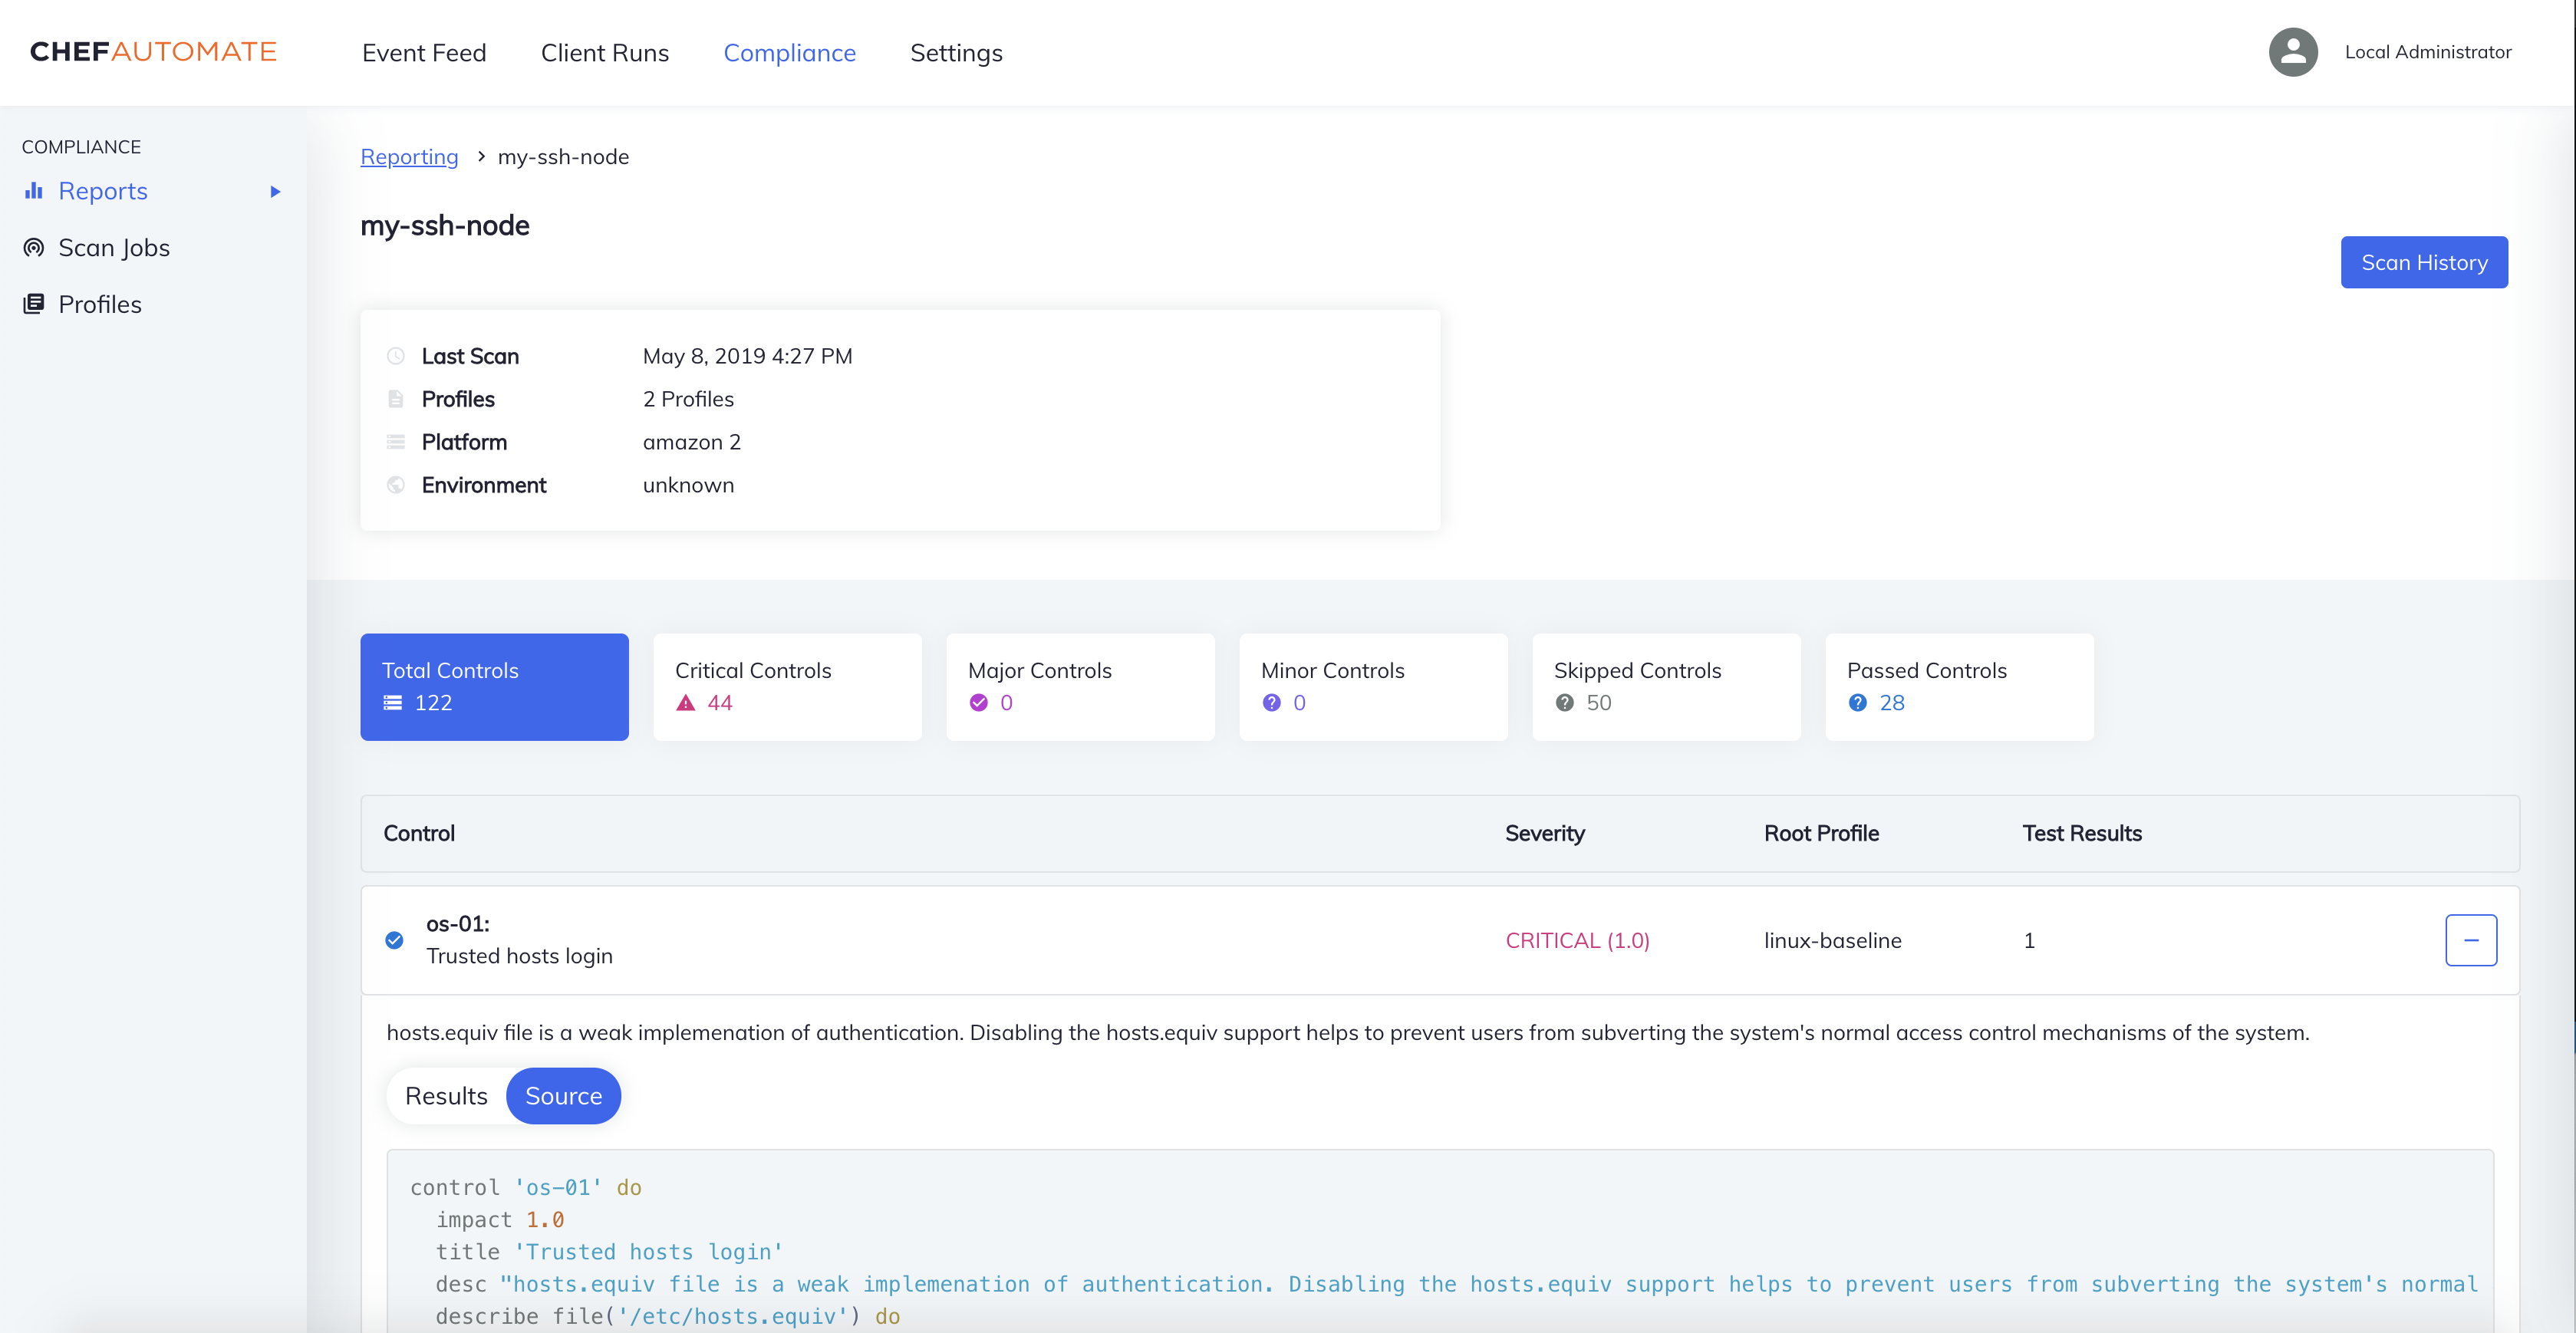 CHEFAUTOMATE
Event Feed
Client Runs
Compliance
Settings
Local Administrator
COMPLIANCE
Reports
Scan Jobs
Profiles
Reporting > my-ssh-node
my-ssh-node
Scan History
Last Scan May 8, 2019 4:27 PM
Profiles 2 Profiles
Platform amazon 2
Environment unknown
Total Controls
122
Critical Controls
44
Major Controls
0
Minor Controls
0
Skipped Controls
50
Passed Controls
28
Control Severity Root Profile Test Results
os-01:
Trusted hosts login
CRITICAL (1.0) linux-baseline 1
hosts.equiv file is a weak implemenation of authentication. Disabling the hosts.equiv support helps to prevent users from subverting the system's normal access control mechanisms of the system.
Results Source
control 'os-01' do
impact 1.0
title 'Trusted hosts login'
desc "hosts.equiv file is a weak implemenation of authentication. Disabling the hosts.equiv support helps to prevent users from subverting the system's normal
describe file('/etc/hosts.equiv') do